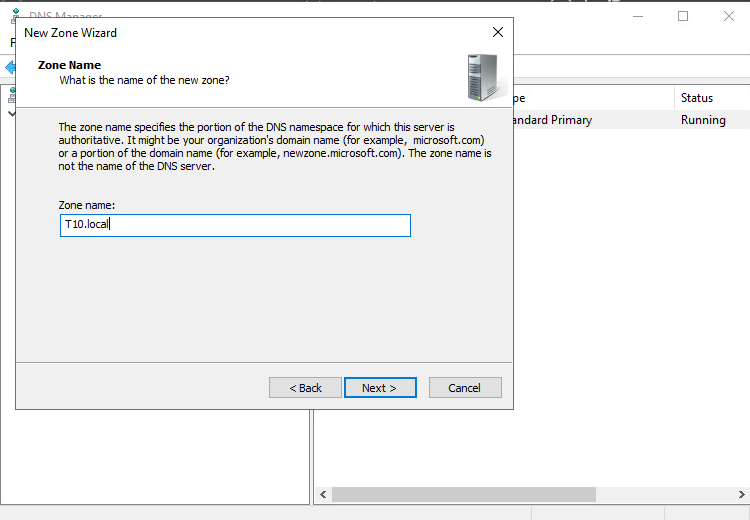 DNS Manager
New Zone Wizard
Zone Name
What is the name of the new zone?
The zone name specifies the portion of the DNS namespace for which this server is
authoritative. It might be your organization's domain name (for example, microsoft.com)
or a portion of the domain name (for example, newzone.microsoft.com). The zone name is
not the name of the DNS server.
Zone name:
T10.local
< Back
Next >
Cancel
Status
andard Primary
Running